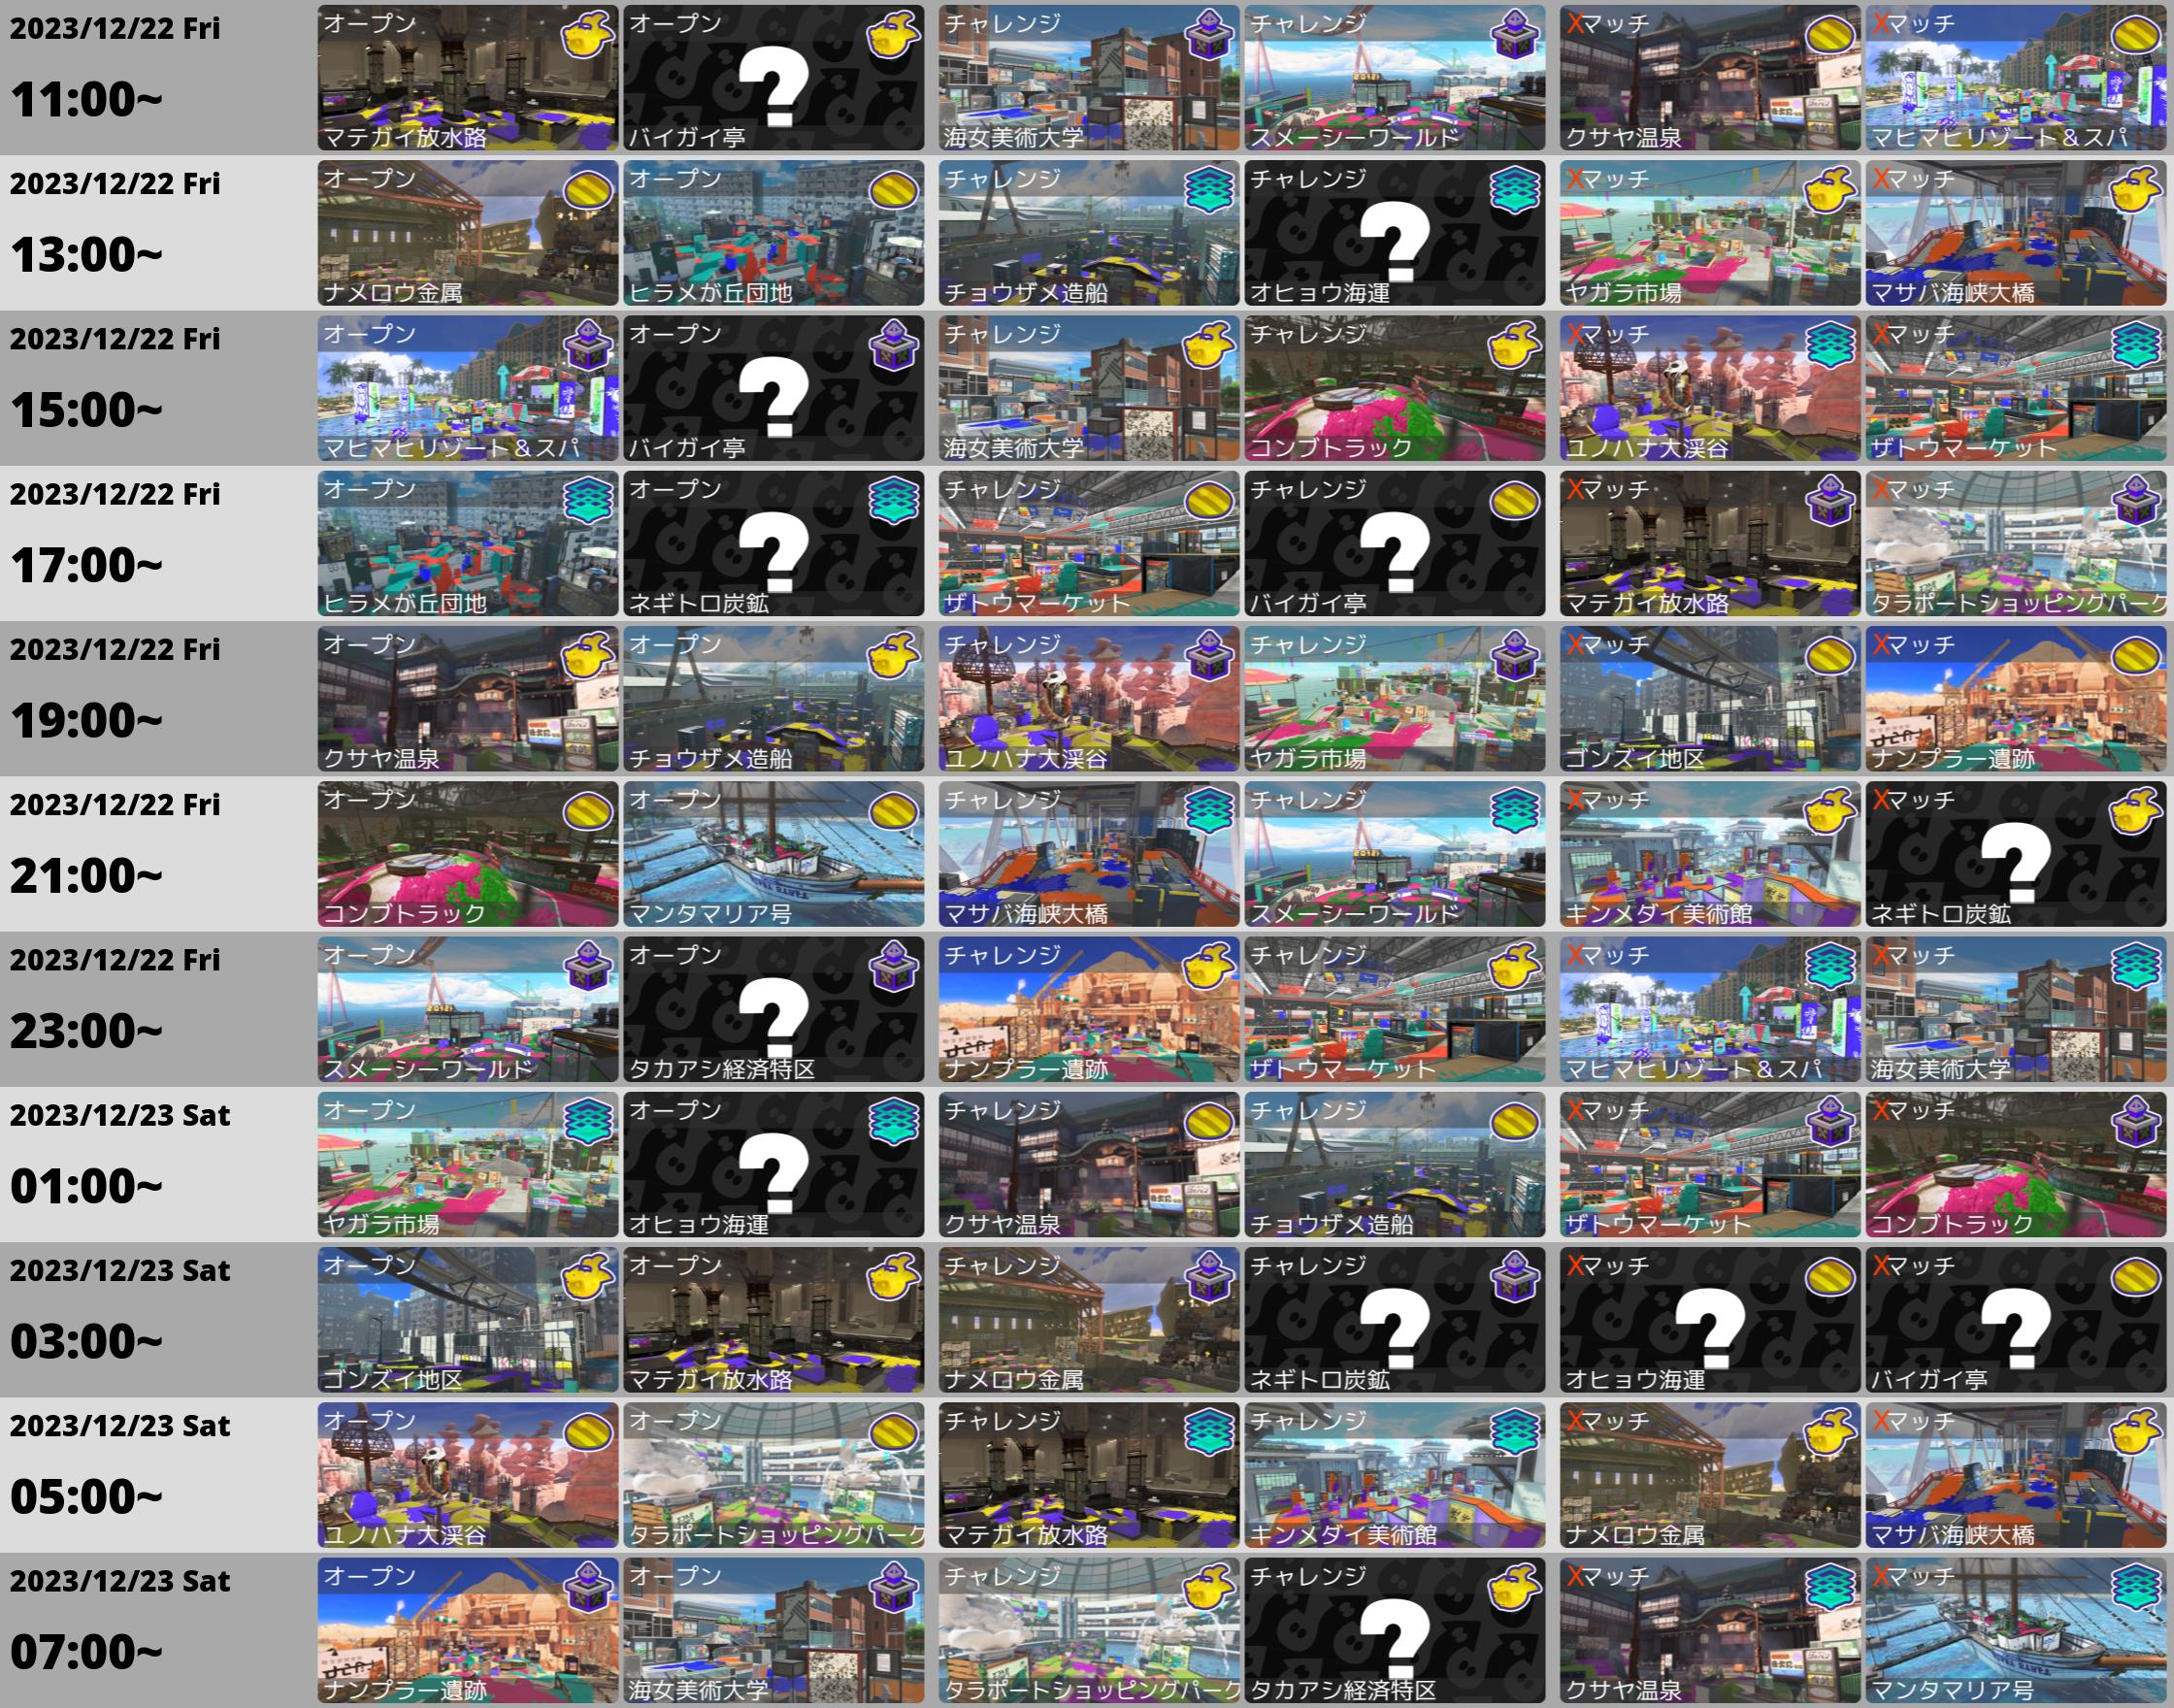 2023/12/22 Fri
11:00~
オープン
マテガイ放水路
オープン
バイガイ亭
チャレンジ
海女美術大学
チャレンジ
スメーシーワールド
Xマッチ
クサヤ温泉
Xマッチ
マヒマヒリゾート＆スパ
2023/12/22 Fri
13:00~
オープン
ナメロウ金属
オープン
ヒラメが丘団地
チャレンジ
チョウザメ造船
チャレンジ
オヒョウ海運
Xマッチ
ヤガラ市場
Xマッチ
マサバ海峡大橋
2023/12/22 Fri
15:00~
オープン
マヒマヒリゾート＆スパ
オープン
バイガイ亭
チャレンジ
海女美術大学
チャレンジ
コンブトラック
Xマッチ
ユノハナ大渓谷
Xマッチ
ザトウマーケット
2023/12/22 Fri
17:00~
オープン
ヒラメが丘団地
オープン
ネギトロ炭鉱
チャレンジ
ザトウマーケット
チャレンジ
バイガイ亭
Xマッチ
マテガイ放水路
Xマッチ
タラポートショッピングパーク
2023/12/22 Fri
19:00~
オープン
クサヤ温泉
オープン
チョウザメ造船
チャレンジ
ユノハナ大渓谷
チャレンジ
ヤガラ市場
Xマッチ
ゴンズイ地区
Xマッチ
ナンプラー遺跡
2023/12/22 Fri
21:00~
オープン
コンブトラック
オープン
マンタマリア号
チャレンジ
マサバ海峡大橋
チャレンジ
スメーシーワールド
Xマッチ
キンメダイ美術館
Xマッチ
ネギトロ炭鉱
2023/12/22 Fri
23:00~
オープン
スメーシーワールド
オープン
タカアシ経済特区
チャレンジ
ナンプラー遺跡
チャレンジ
ザトウマーケット
Xマッチ
マヒマヒリゾート＆スパ
Xマッチ
海女美術大学
2023/12/23 Sat
01:00~
オープン
ヤガラ市場
オープン
オヒョウ海運
チャレンジ
クサヤ温泉
チャレンジ
チョウザメ造船
Xマッチ
ザトウマーケット
Xマッチ
コンブトラック
2023/12/23 Sat
03:00~
オープン
ゴンズイ地区
オープン
マテガイ放水路
チャレンジ
ナメロウ金属
チャレンジ
ネギトロ炭鉱
Xマッチ
オヒョウ海運
Xマッチ
バイガイ亭
2023/12/23 Sat
05:00~
オープン
ユノハナ大渓谷
オープン
タラポートショッピングパーク
チャレンジ
マテガイ放水路
チャレンジ
キンメダイ美術館
Xマッチ
ナメロウ金属
Xマッチ
マサバ海峡大橋
2023/12/23 Sat
07:00~
オープン
ナンプラー遺跡
オープン
海女美術大学
チャレンジ
タラポートショッピングパーク
チャレンジ
タカアシ経済特区
Xマッチ
クサヤ温泉
Xマッチ
マンタマリア号